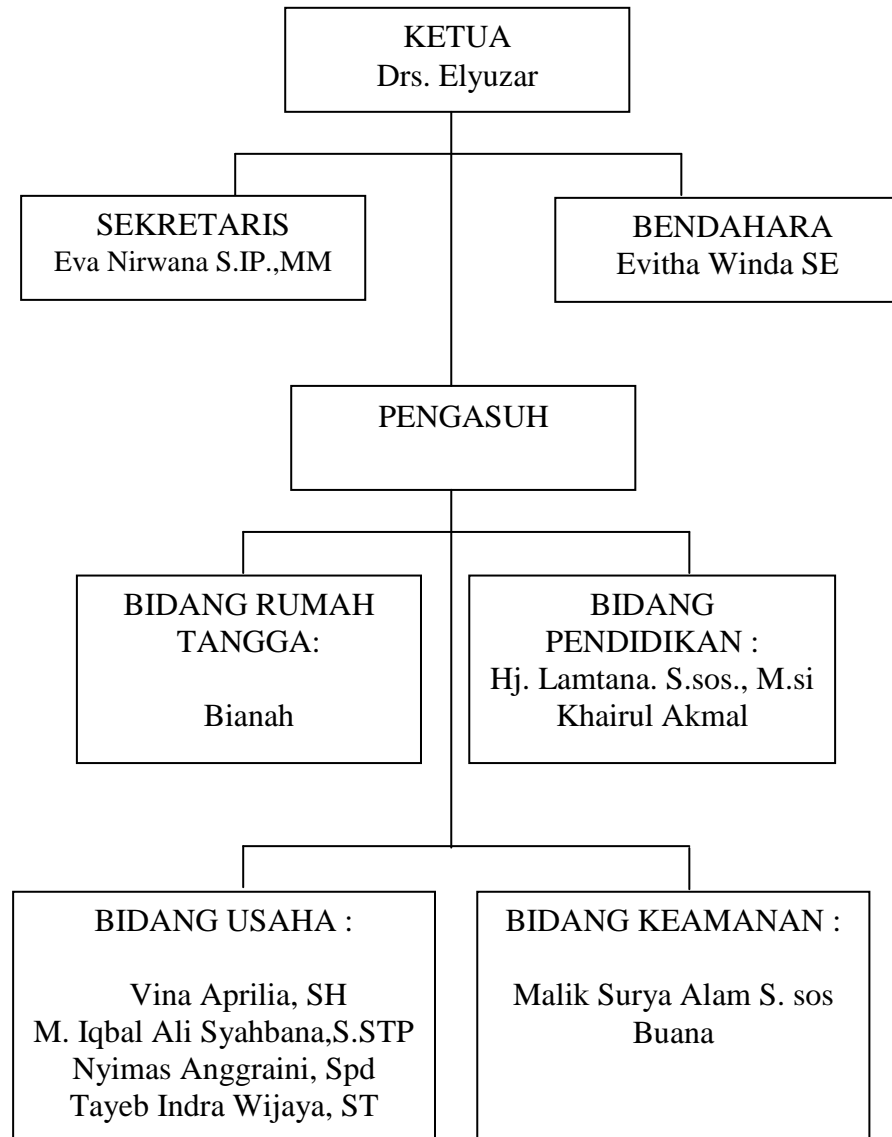 KETUA
Drs. Elyuzar
SEKRETARIS
Eva Nirwana S.IP.,MM
BENDAHARA
Evitha Winda SE
PENGASUH
BIDANG RUMAH
TANGGA:
Bianah
BIDANG
PENDIDIKAN :
Hj. Lamtana. S.sos., M.si
Khairul Akmal
BIDANG USAHA :
Vina Aprilia, SH
M. Iqbal Ali Syahbana,S.STP
Nyimas Anggraini, Spd
Tayeb Indra Wijaya, ST
BIDANG KEAMANAN :
Malik Surya Alam S. sos
Buana